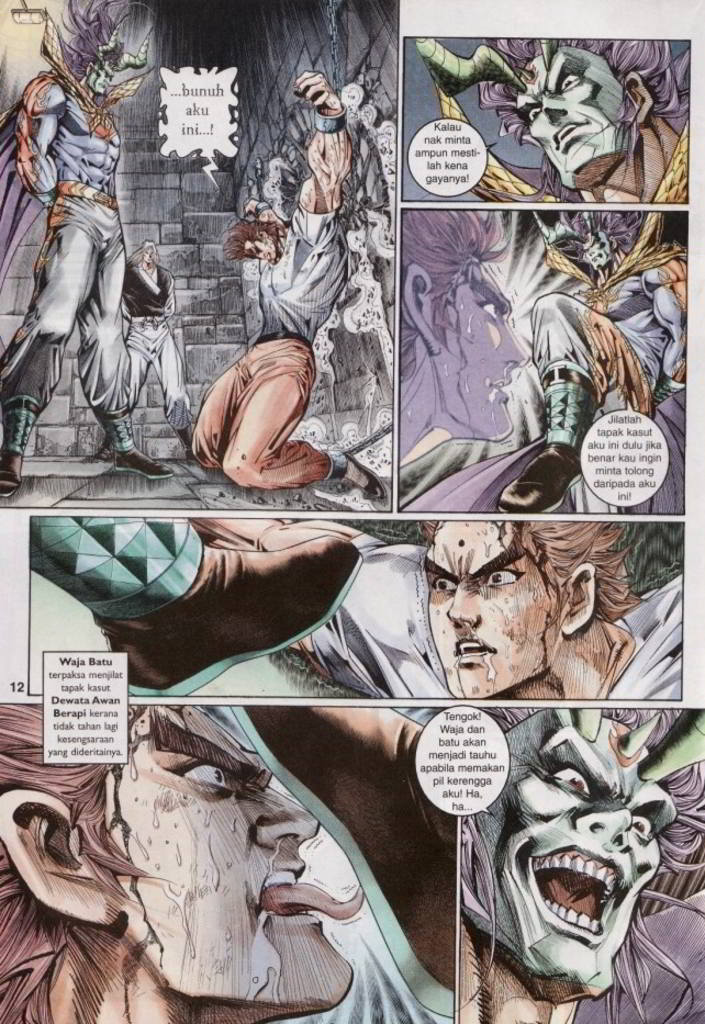 ...bunuh
aku
ini...!
Kalau
nak minta
ampun mesti-
lah kena
gayanya!
Jilatlah
tapak kasut
aku ini dulu jika
benar kau ingin
minta tolong
daripada aku
ini!
Waja Batu
terpaksa menjilat
tapak kasut
Dewata Awan
Berapi kerana
tidak tahan lagi
kesengsaraan
yang dideritainya.
12
Tengok!
Waja dan
batu akan
menjadi tauhu
apabila memakan
pil kerengga
aku! Ha,
ha...